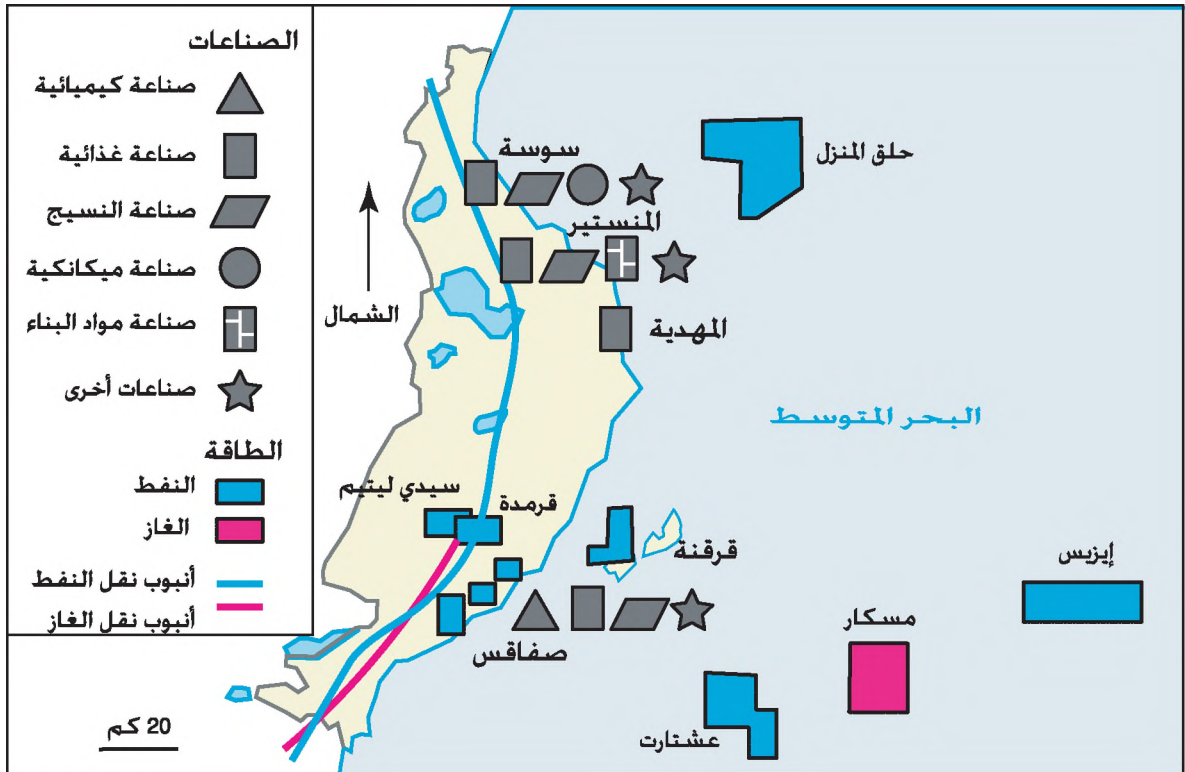 الصناعات
صناعة كيميائية
صناعة غذائية
صناعة النسيج
صناعة ميكانكية
صناعة مواد البناء
صناعات أخرى
الطاقة
النفط
الغاز
أنبوب نقل النفط
أنبوب نقل الغاز
الشمال
20 كم
سوسة
حلق المنزل
المنستير
المهدية
البحر المتوسط
سيدي ليتيم
قرمدة
قرقنة
إيزيس
مسكار
صفاقس
عشتارت